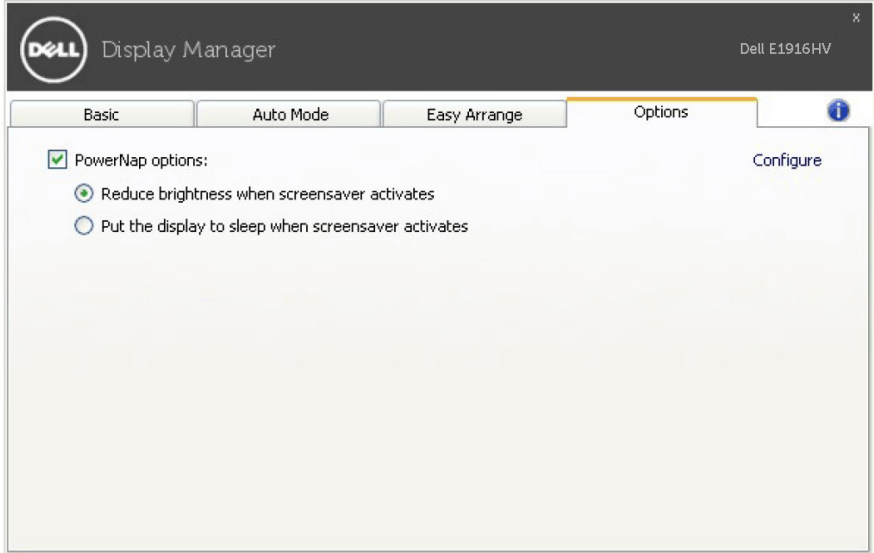 x
DELL Display Manager Dell E1916HV
Basic Auto Mode Easy Arrange Options i
PowerNap options: Configure
Reduce brightness when screensaver activates
Put the display to sleep when screensaver activates